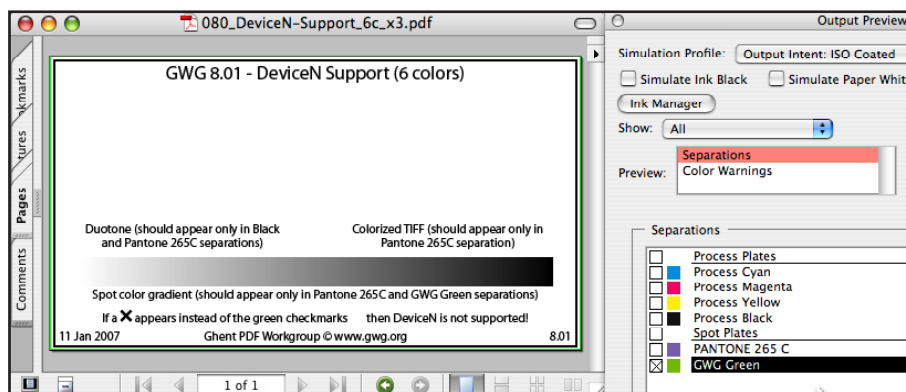 080_DeviceN-Support_6c_x3.pdf
Output Preview
kmarks
tures
Pages
Comments
GWG 8.01 - DeviceN Support (6 colors)
Duotone (should appear only in Black
and Pantone 265C separations)
Colorized TIFF (should appear only in
Pantone 265C separation)
Spot color gradient (should appear only in Pantone 265C and GWG Green separations)
If a X appears instead of the green checkmarks then DeviceN is not supported!
11 Jan 2007 Ghent PDF Workgroup © www.gwg.org 8.01
1 of 1
Simulation Profile: Output Intent: ISO Coated
Simulate Ink Black Simulate Paper Whit
Ink Manager
Show: All
Preview:
Separations
Color Warnings
Separations
Process Plates
Process Cyan
Process Magenta
Process Yellow
Process Black
Spot Plates
PANTONE 265 C
GWG Green